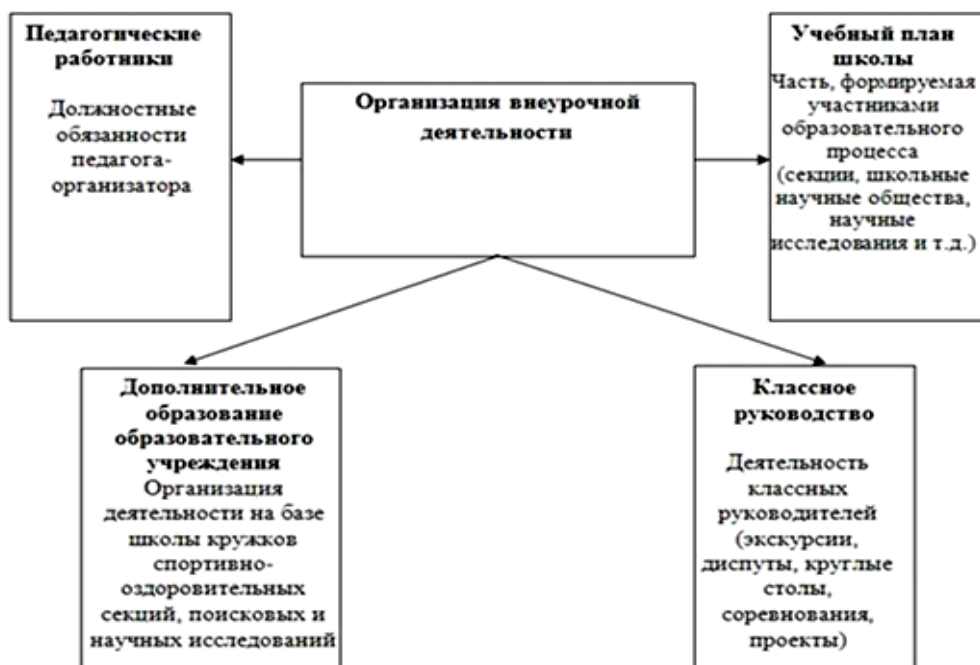 Педагогические
работники
Должностные
обязанности
педагога-
организатора
Организация внеурочной
деятельности
Учебный план
школы
Часть, формируемая
участниками
образовательного
процесса
(секции, школьные
научные общества,
научные
исследования и т.д.)
Дополнительное
образование
образовательного
учреждения
Организация
деятельности на базе
школы кружков
спортивно-
оздоровительных
секций, поисковых и
научных исследований
Классное
руководство
Деятельность
классных
руководителей
(экскурсии,
диспуты, круглые
столы,
соревнования,
проекты)